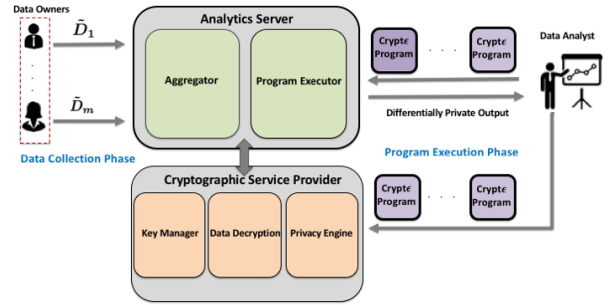 Data Owners
D̃1
D̃m
Data Collection Phase
Analytics Server
Aggregator
Program Executor
Cryptϵ
Program
. . .
Cryptϵ
Program
Data Analyst
Differentially Private Output
Program Execution Phase
Cryptographic Service Provider
Key Manager
Data Decryption
Privacy Engine
Cryptϵ
Program
. . .
Cryptϵ
Program